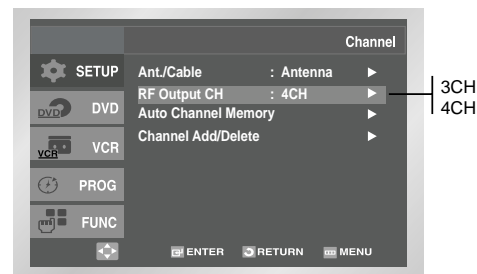 Channel
SETUP
DVD
VCR
PROG
FUNC
Ant./Cable : Antenna
RF Output CH : 4CH
Auto Channel Memory
Channel Add/Delete
DVD
VCR
ENTER RETURN MENU
3CH
4CH